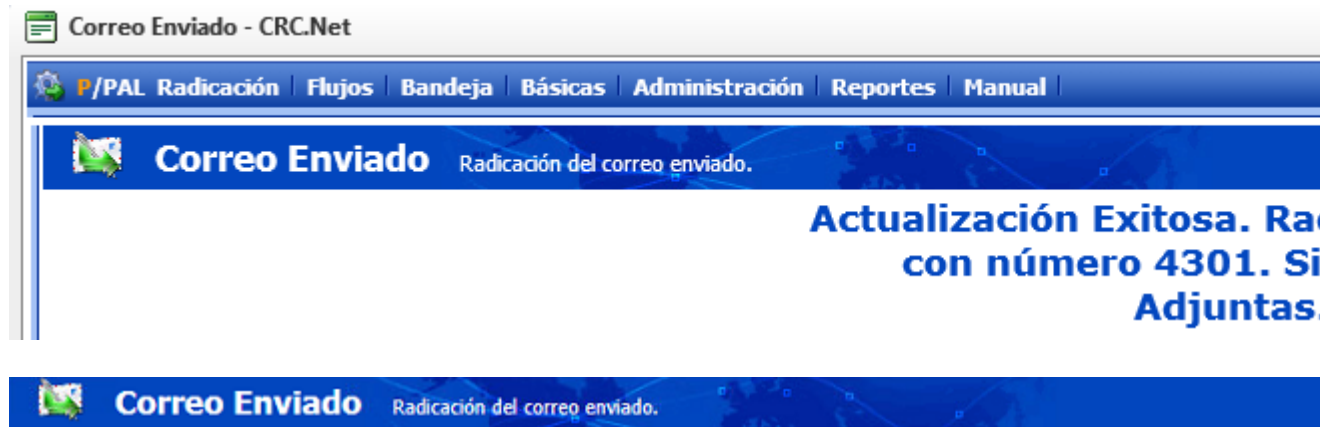 Correo Enviado - CRC.Net
P/PAL Radicación Flujos Bandeja Básicas Administración Reportes Manual
Correo Enviado Radicación del correo enviado.
Actualización Exitosa.
con número 4301.
Adjuntas.
Correo Enviado Radicación del correo enviado.